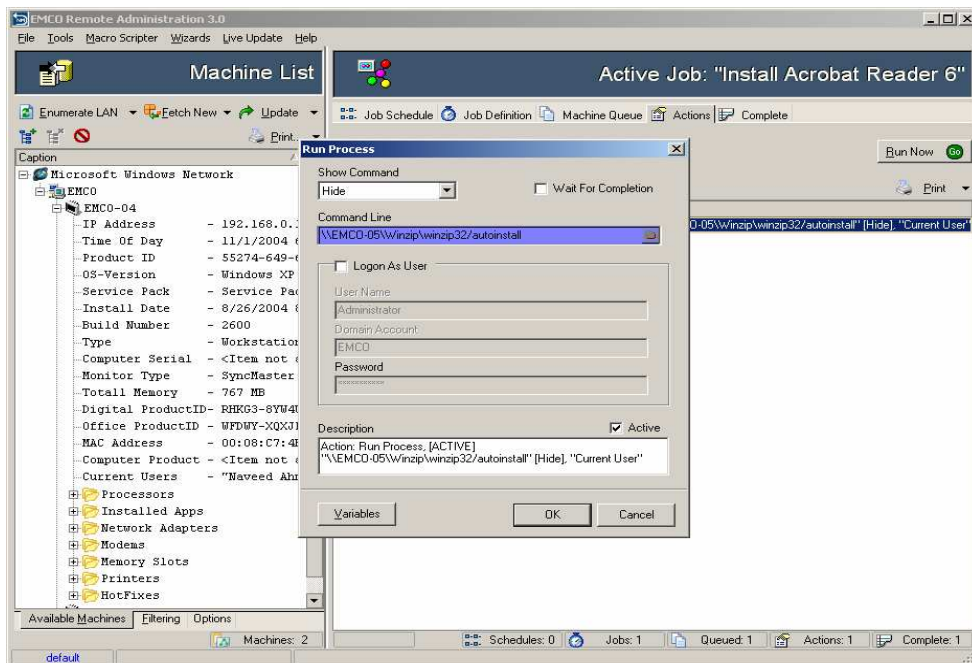 EMCO Remote Administration 3.0
File Tools Macro Scripter Wizards Live Update Help
Machine List
Active Job: "Install Acrobat Reader 6"
Enumerate LAN Fetch New Update
Print...
Job Schedule Job Definition Machine Queue Actions Complete
Run Now Go
Print
Caption
Microsoft Windows Network
EMCO
EMCO-04
IP Address - 192.168.0.
Time Of Day - 11/1/2004
Product ID - 55274-649-
OS-Version - Windows XP
Service Pack - Service
Install Date - 8/26/2004
Build Number - 2600
Type - Workstation
Computer Serial - <Item not
Monitor Type - SyncMaster
Totall Memory - 767 MB
Digital ProductID- RHKG3-8YW4
Office ProductID - WFDWY-XQXJ
MAC Address - 00:08:C7:4
Computer Product - <Item not
Current Users - "Naveed
Processors
Installed Apps
Network Adapters
Modems
Memory Slots
Printers
HotFixes
Available Machines Filtering Options
Machines: 2
default
Run Process
Show Command
Hide
Wait For Completion
Command Line
\\EMCO-05\Winzip\winzip32/autoinstall
Logon As User
User Name
Administrator
Domain Account
EMCO
Password
Description
Active
Action: Run Process, [ACTIVE]
"\\EMCO-05\Winzip\winzip32/autoinstall" [Hide], "Current User"
Variables OK Cancel
O-05\Winzip\winzip32/autoinstall" [Hide], "Current User"
Schedules: 0 Jobs: 1 Queued: 1 Actions: 1 Complete: 1